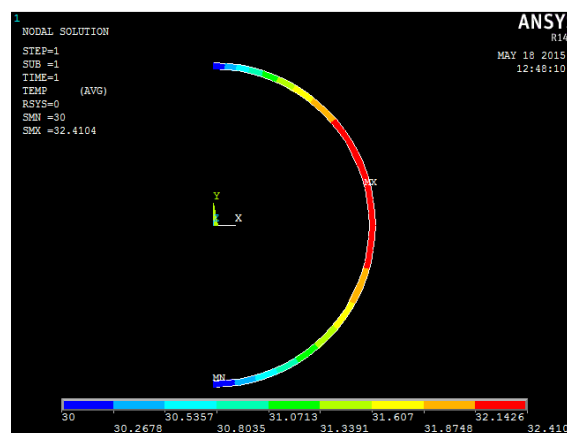 1
NODAL SOLUTION
ANSY
R14
STEP=1
SUB =1
TIME=1
TEMP (AVG)
RSYS=0
SMN =30
SMX =32.4104
MAY 18 2015
12:48:10
MX
Y
X
MN
30 30.5357 31.0713 31.607 32.1426
30.2678 30.8035 31.3391 31.8748 32.410